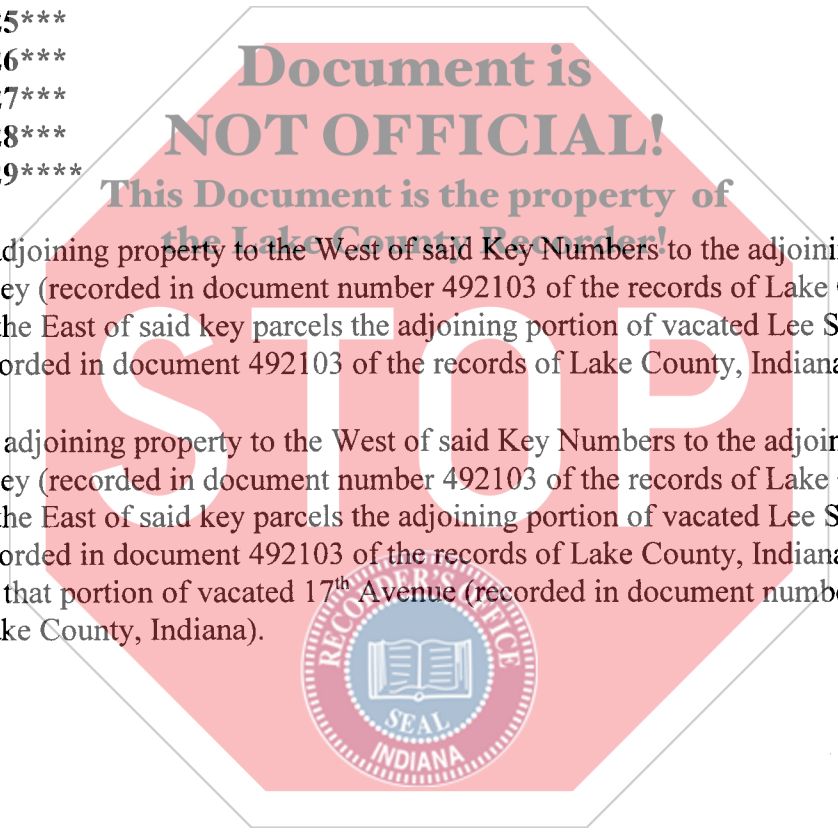 5***
6***
7***
8***
9****
Document is
NOT OFFICIAL!
This Document is the property of
the Lake County Recorder!
djoining property to the West of said Key Numbers to the adjoini
ey (recorded in document number 492103 of the records of Lake
he East of said key parcels the adjoining portion of vacated Lee S
orded in document 492103 of the records of Lake County, Indiana
adjoining property to the West of said Key Numbers to the adjoin
ey (recorded in document number 492103 of the records of Lake
he East of said key parcels the adjoining portion of vacated Lee S
orded in document 492103 of the records of Lake County, Indiana
that portion of vacated 17th Avenue (recorded in document numbe
ke County, Indiana).
STOP
RECORDER'S OFFICE
SEAL
INDIANA